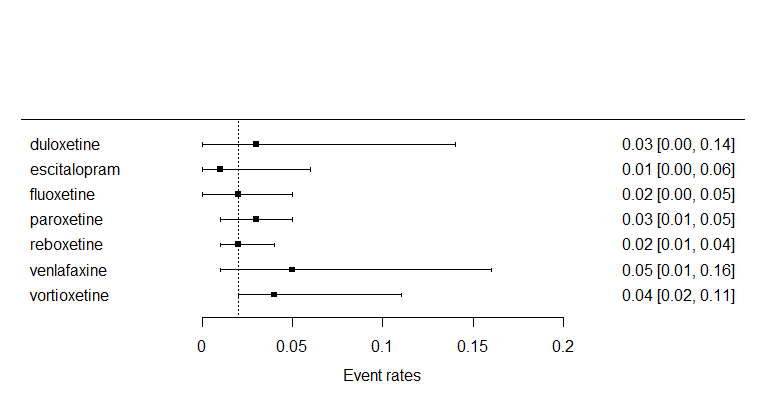 duloxetine 0.03 [0.00, 0.14]
escitalopram 0.01 [0.00, 0.06]
fluoxetine 0.02 [0.00, 0.05]
paroxetine 0.03 [0.01, 0.05]
reboxetine 0.02 [0.01, 0.04]
venlafaxine 0.05 [0.01, 0.16]
vortioxetine 0.04 [0.02, 0.11]
0 0.05 0.1 0.15 0.2
Event rates